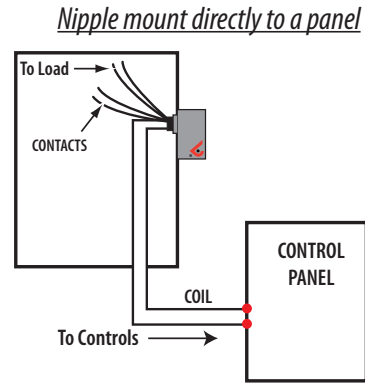 Nipple mount directly to a panel
To Load
CONTACTS
CONTROL
PANEL
COIL
To Controls